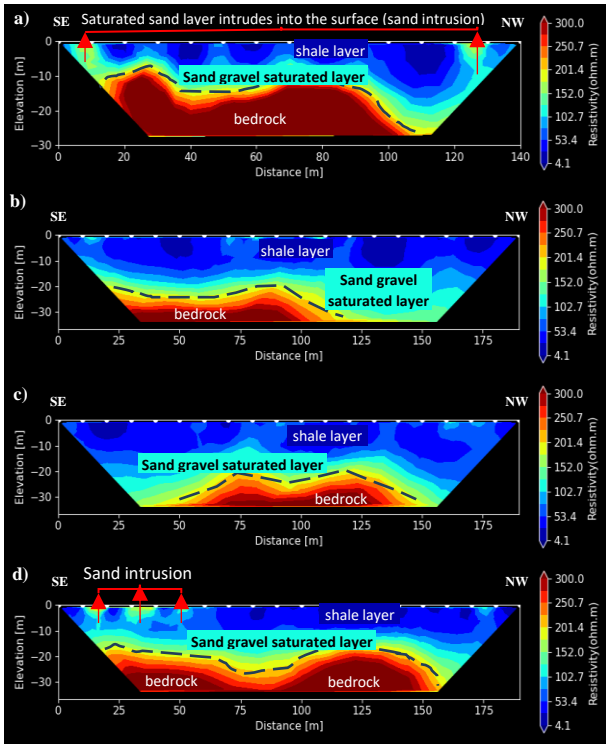 a)
Saturated sand layer intrudes into the surface (sand intrusion)
SE
NW
shale layer
Sand gravel saturated layer
bedrock
Elevation [m]
0
−10
−20
−30
0 20 40 60 80 100 120 140
Distance [m]
300.0
250.7
201.4
152.1
102.7
53.4
4.1
Resistivity(ohm.m)
b)
SE
NW
shale layer
Sand gravel
saturated layer
bedrock
Elevation [m]
0
−10
−20
−30
25 50 75 100 125 150 175
Distance [m]
300.0
250.7
201.4
152.1
102.7
53.4
4.1
Resistivity(ohm.m)
c)
SE
NW
shale layer
Sand gravel saturated layer
bedrock
Elevation [m]
0
−10
−20
−30
25 50 75 100 125 150 175
Distance [m]
300.0
250.7
201.4
152.1
102.7
53.4
4.1
Resistivity(ohm.m)
d)
SE
Sand intrusion
NW
shale layer
Sand gravel saturated layer
bedrock
bedrock
Elevation [m]
0
−10
−20
−30
25 50 75 100 125 150 175
Distance [m]
300.0
250.7
201.4
152.1
102.7
53.4
4.1
Resistivity(ohm.m)